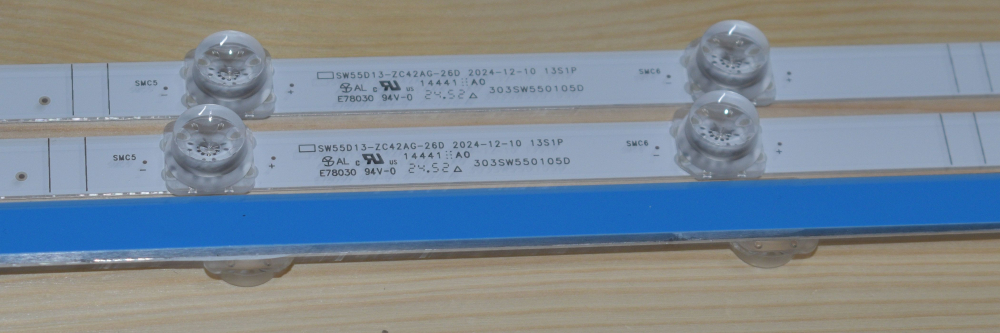 SMC5 SW55D13-ZC42AG-26D 2024-12-10 13S1P SMC6
AL c US 14441 A0
E78030 94V-0 24.52 303SW550105D
SMC5 SW55D13-ZC42AG-26D 2024-12-10 13S1P SMC6
AL c US 14441 A0
E78030 94V-0 24.52 303SW550105D